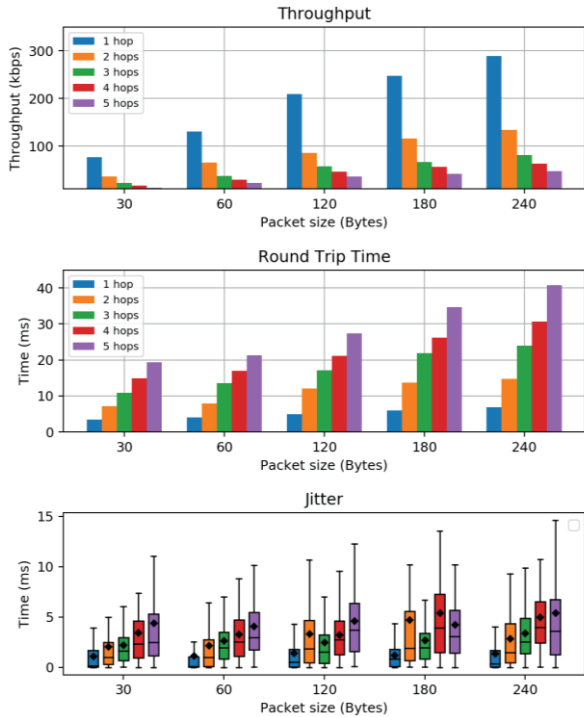 Throughput
Throughput (kbps)
300
200
100
1 hop
2 hops
3 hops
4 hops
5 hops
30 60 120 180 240
Packet size (Bytes)
Round Trip Time
Time (ms)
40
30
20
10
0
1 hop
2 hops
3 hops
4 hops
5 hops
30 60 120 180 240
Packet size (Bytes)
Jitter
Time (ms)
15
10
5
0
30 60 120 180 240
Packet size (Bytes)